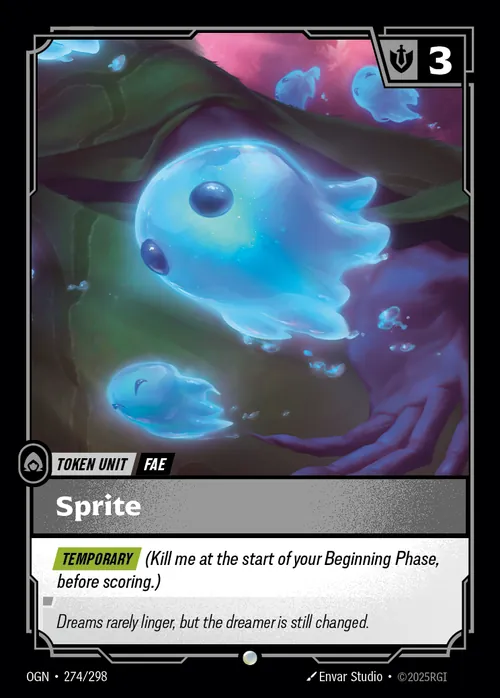 3
TOKEN UNIT FAE
Sprite
TEMPORARY (Kill me at the start of your Beginning Phase,
before scoring.)
Dreams rarely linger, but the dreamer is still changed.
OGN • 274/298 Envar Studio • ©2025RGI